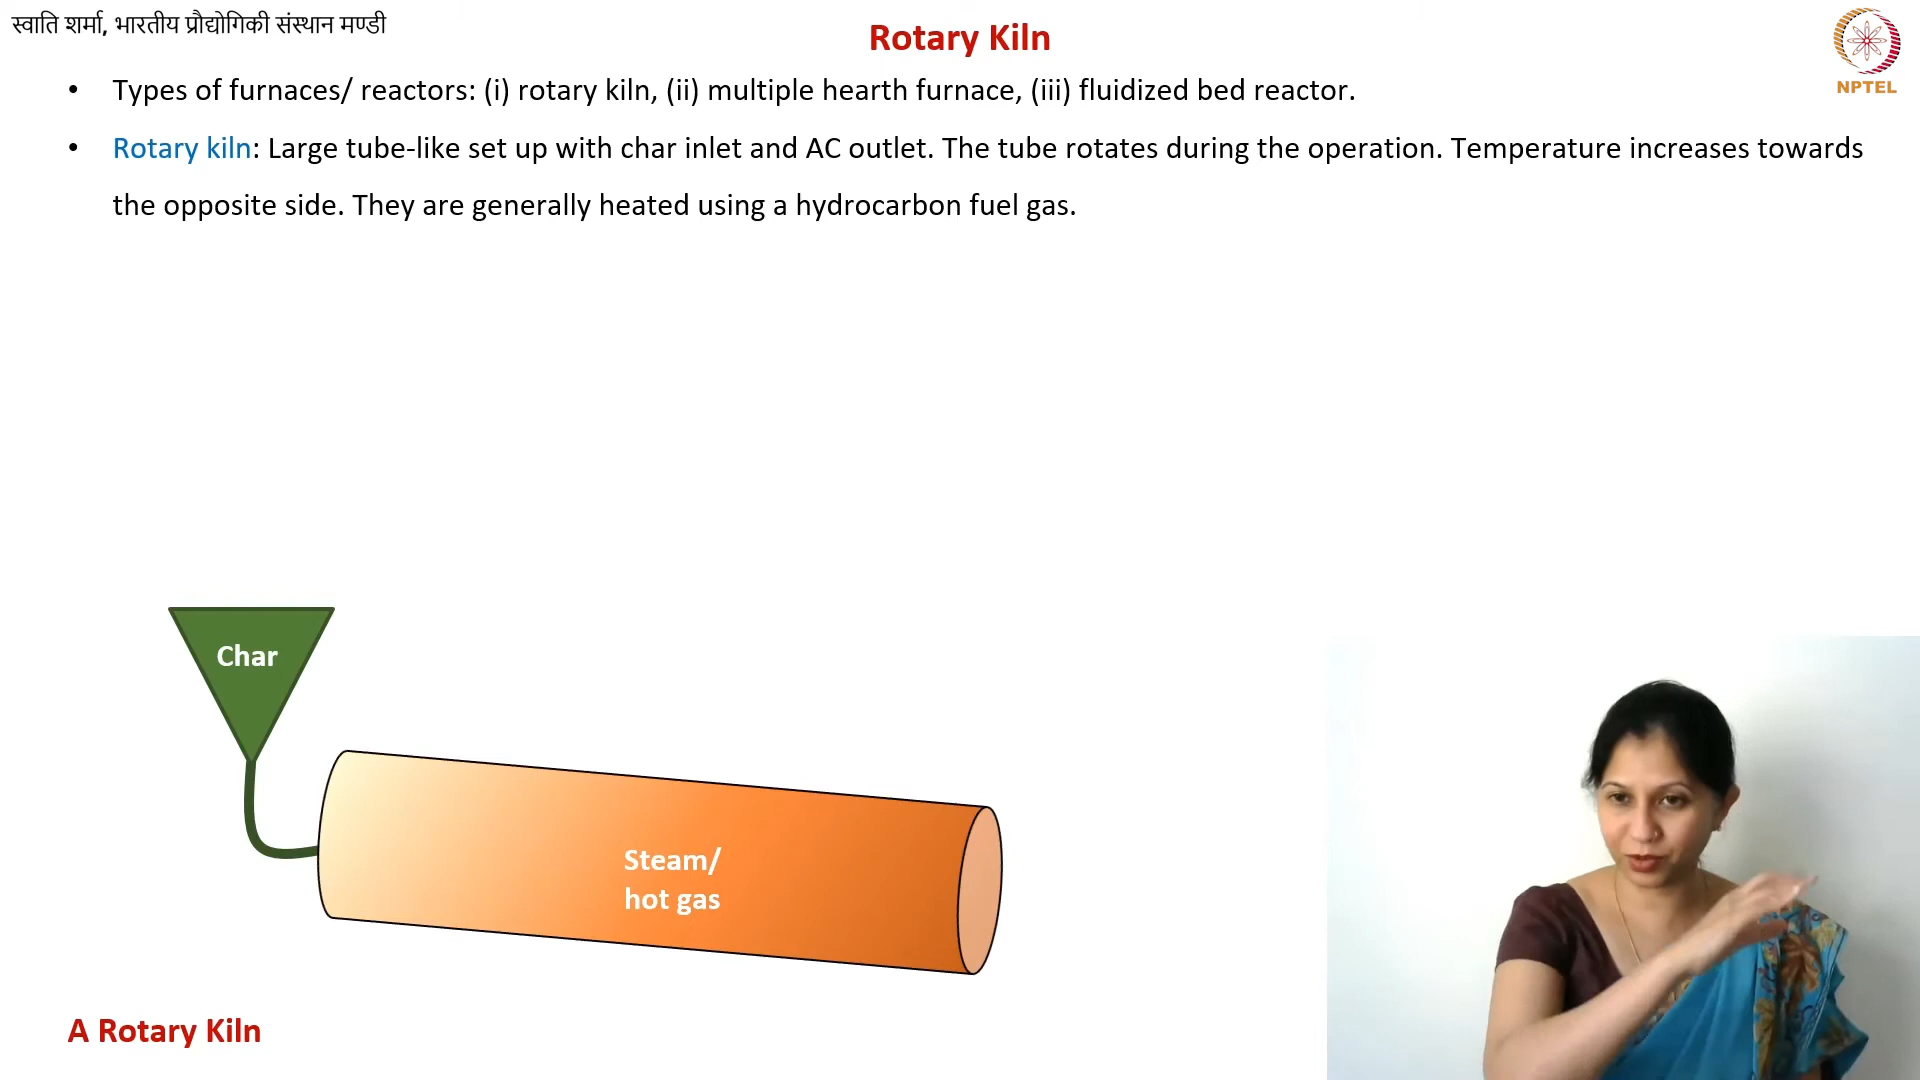 स्वाति शर्मा, भारतीय प्रौद्योगिकी संस्थान मण्डी
Rotary Kiln
NPTEL
• Types of furnaces/ reactors: (i) rotary kiln, (ii) multiple hearth furnace, (iii) fluidized bed reactor.
• Rotary kiln: Large tube-like set up with char inlet and AC outlet. The tube rotates during the operation. Temperature increases towards
the opposite side. They are generally heated using a hydrocarbon fuel gas.
Char
Steam/
hot gas
A Rotary Kiln